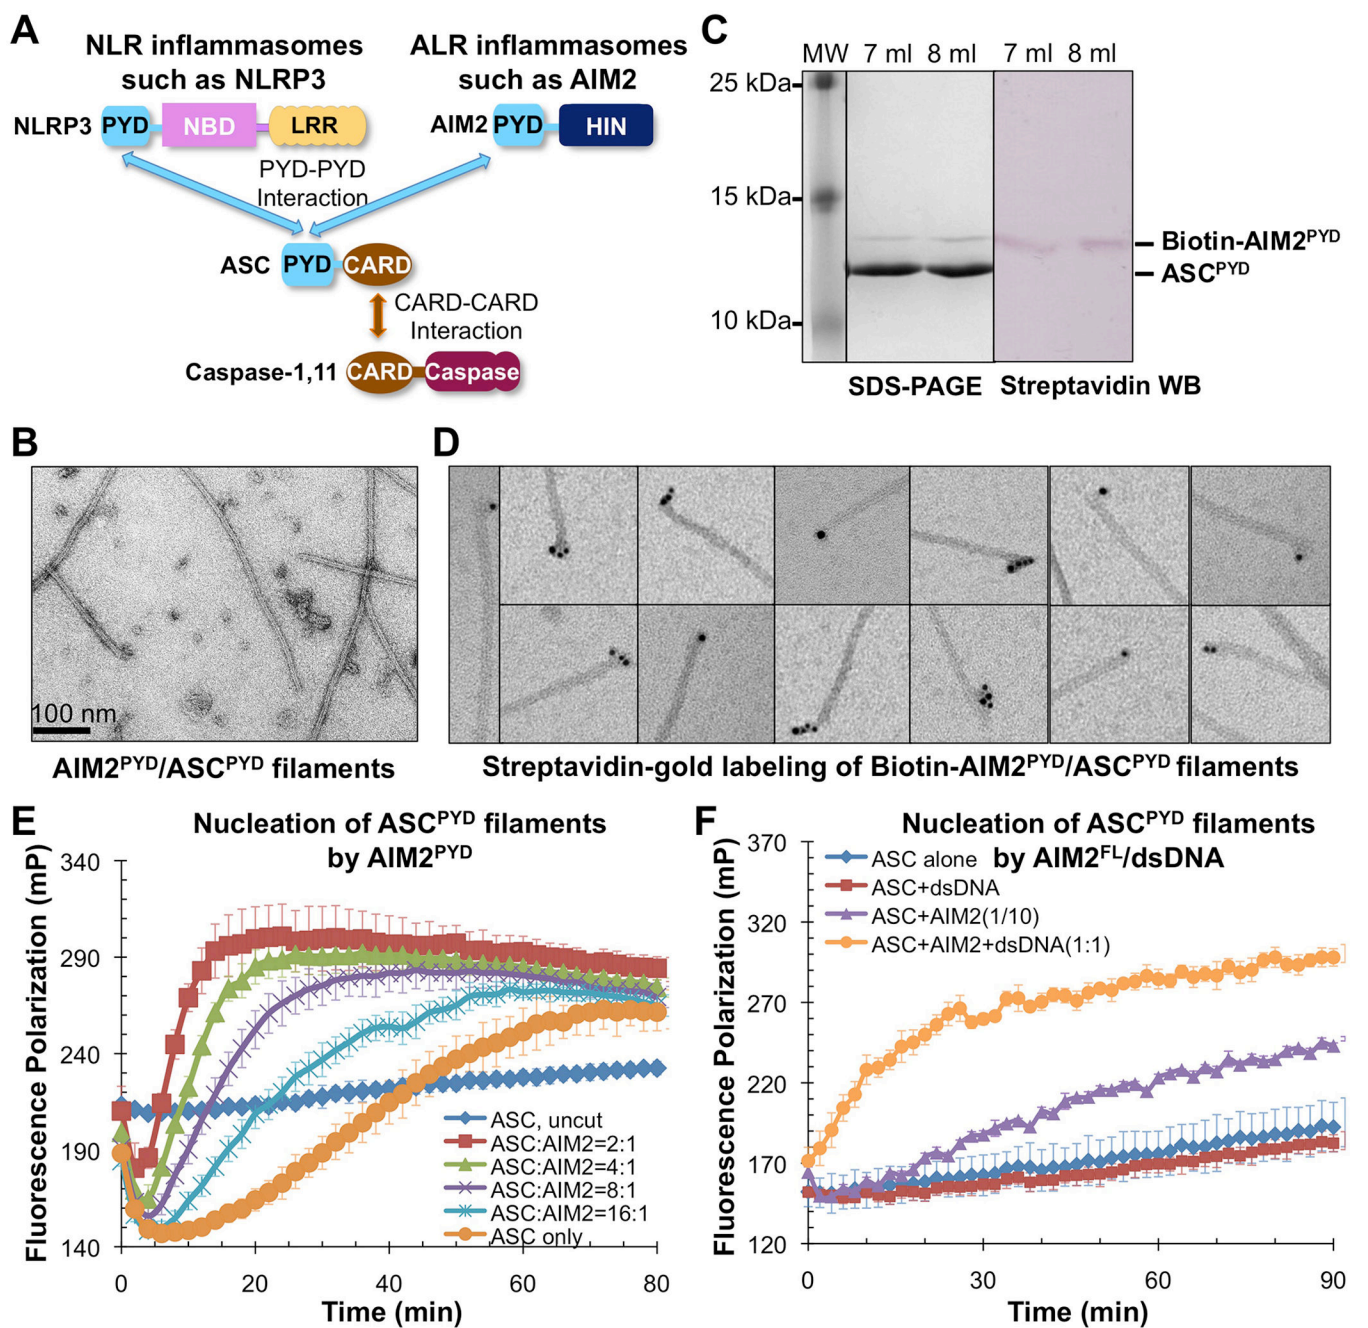 A
NLR inflammasomes
such as NLRP3
ALR inflammasomes
such as AIM2
NLRP3 PYD NBD LRR
AIM2 PYD HIN
PYD-PYD
Interaction
ASC PYD CARD
CARD-CARD
Interaction
Caspase-1,11 CARD Caspase
C
MW 7 ml 8 ml 7 ml 8 ml
25 kDa
15 kDa
10 kDa
Biotin-AIM2PYD
ASCPYD
SDS-PAGE Streptavidin WB
B
100 nm
AIM2PYD/ASCPYD filaments
D
Streptavidin-gold labeling of Biotin-AIM2PYD/ASCPYD filaments
E
Nucleation of ASCPYD filaments
by AIM2PYD
Fluorescence Polarization (mP)
340
290
240
190
140
ASC, uncut
ASC:AIM2=2:1
ASC:AIM2=4:1
ASC:AIM2=8:1
ASC:AIM2=16:1
ASC only
0 20 40 60 80
Time (min)
F
Nucleation of ASCPYD filaments
by AIM2FL/dsDNA
Fluorescence Polarization (mP)
370
320
270
220
170
120
ASC alone
ASC+dsDNA
ASC+AIM2(1/10)
ASC+AIM2+dsDNA(1:1)
0 30 60 90
Time (min)